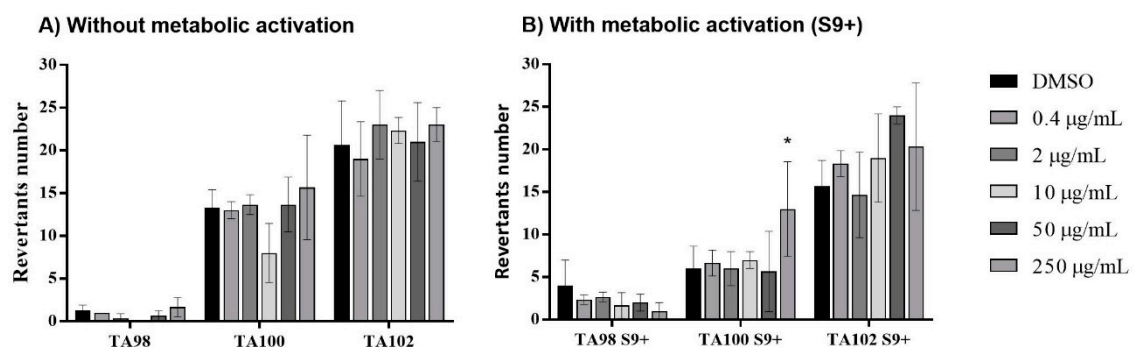 A) Without metabolic activation
Revertants number
30
25
20
15
10
5
0
TA98 TA100 TA102
B) With metabolic activation (S9+)
Revertants number
30
25
20
15
10
5
0
*
TA98 S9+ TA100 S9+ TA102 S9+
DMSO
0.4 µg/mL
2 µg/mL
10 µg/mL
50 µg/mL
250 µg/mL